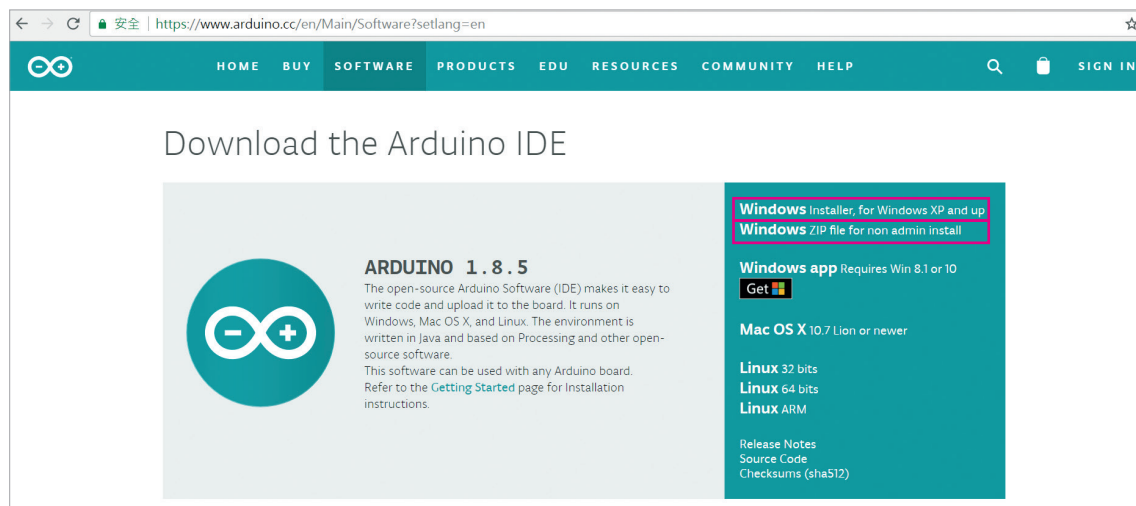 安全 https://www.arduino.cc/en/Main/Software?setlang=en
HOME BUY SOFTWARE PRODUCTS EDU RESOURCES COMMUNITY HELP SIGN IN
Download the Arduino IDE
ARDUINO 1.8.5
The open-source Arduino Software (IDE) makes it easy to
write code and upload it to the board. It runs on
Windows, Mac OS X, and Linux. The environment is
written in Java and based on Processing and other open-
source software.
This software can be used with any Arduino board.
Refer to the Getting Started page for Installation
instructions.
Windows Installer, for Windows XP and up
Windows ZIP file for non admin install
Windows app Requires Win 8.1 or 10
Get
Mac OS X 10.7 Lion or newer
Linux 32 bits
Linux 64 bits
Linux ARM
Release Notes
Source Code
Checksums (sha512)